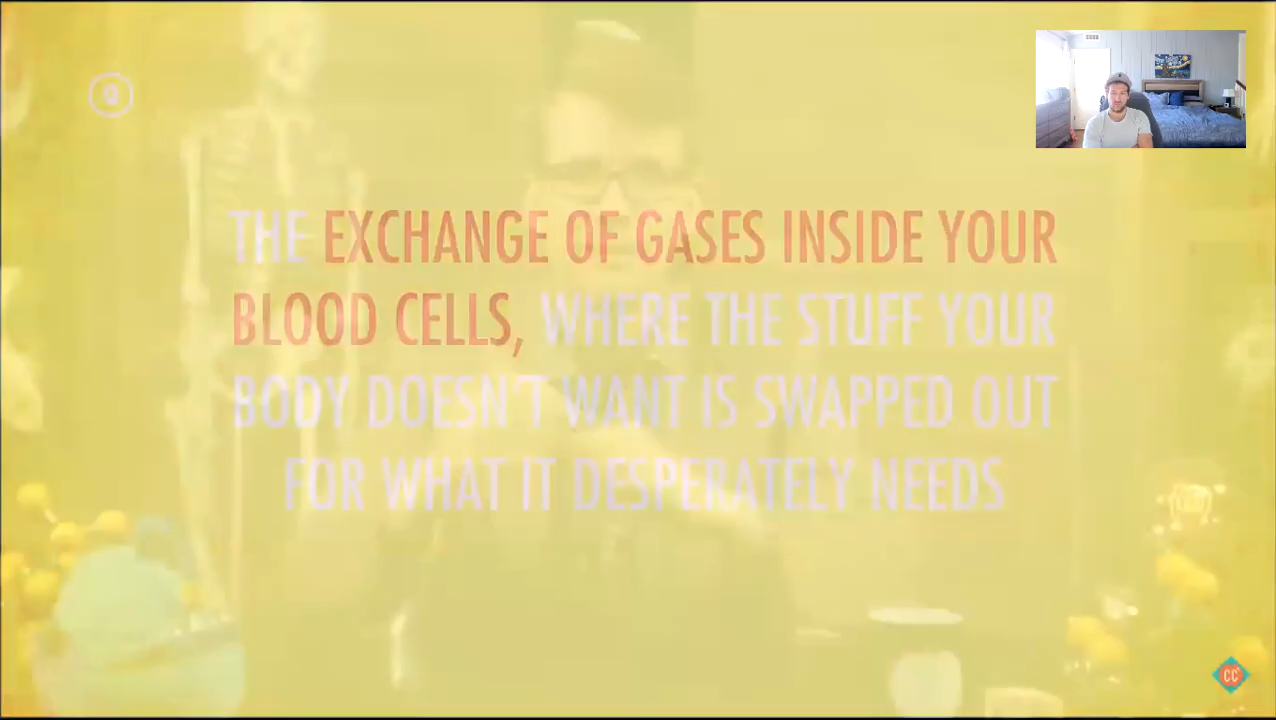 THE EXCHANGE OF GASES INSIDE YOUR
BLOOD CELLS, WHERE THE STUFF YOUR
BODY DOESN'T WANT IS SWAPPED OUT
FOR WHAT IT DESPERATELY NEEDS
CC